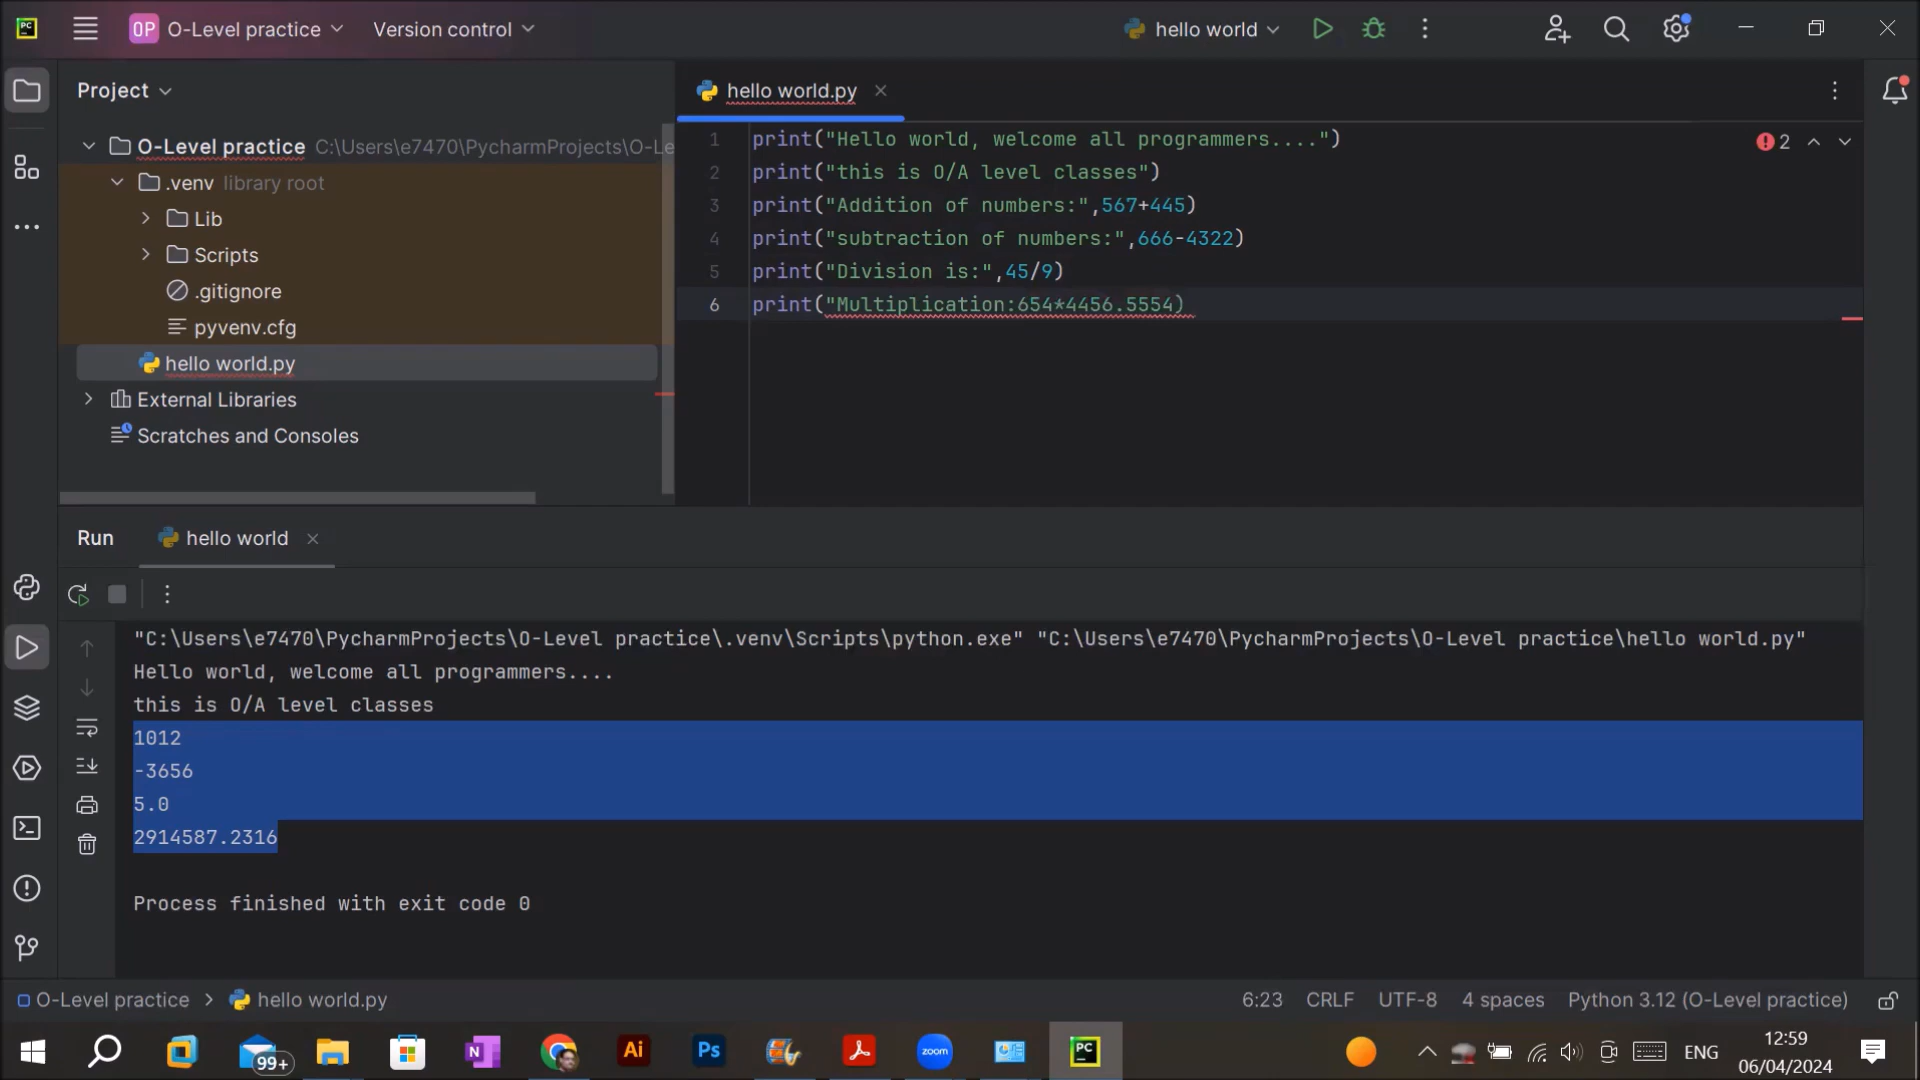 OP O-Level practice Version control hello world
Project
hello world.py
O-Level practice C:\Users\e7470\PycharmProjects\O-Le
.venv library root
Lib
Scripts
.gitignore
pyvenv.cfg
hello world.py
External Libraries
Scratches and Consoles
1 print("Hello world, welcome all programmers....")
2 print("this is O/A level classes")
3 print("Addition of numbers:",567+445)
4 print("subtraction of numbers:",666-4322)
5 print("Division is:",45/9)
6 print("Multiplication:654*4456.5554)
2
Run hello world
"C:\Users\e7470\PycharmProjects\O-Level practice\.venv\Scripts\python.exe" "C:\Users\e7470\PycharmProjects\O-Level practice\hello world.py"
Hello world, welcome all programmers....
this is O/A level classes
1012
-3656
5.0
2914587.2316
Process finished with exit code 0
O-Level practice > hello world.py 6:23 CRLF UTF-8 4 spaces Python 3.12 (O-Level practice)
99+ N Ai Ps zoom PC ENG 12:59
06/04/2024